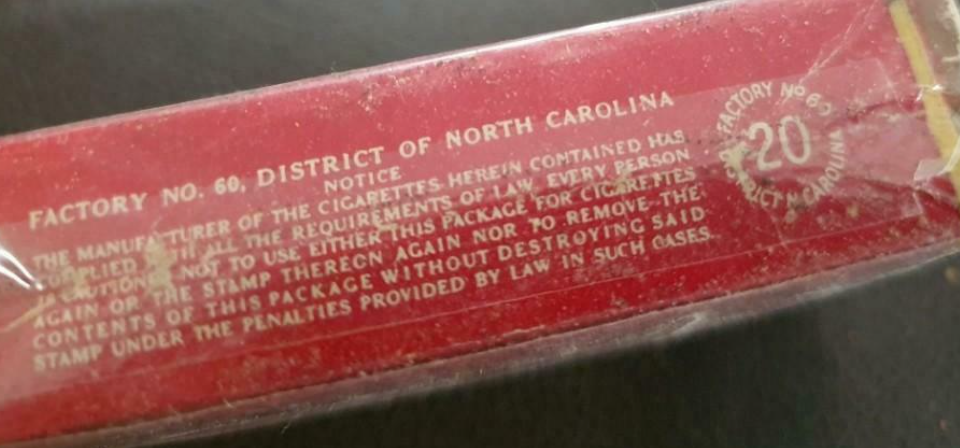 FACTORY NO. 60, DISTRICT OF NORTH CAROLINA
NOTICE
THE MANUFACTURER OF THE CIGARETTES HEREIN CONTAINED HAS
COMPLIED WITH ALL THE REQUIREMENTS OF LAW. EVERY PERSON
IS CAUTIONED NOT TO USE EITHER THIS PACKAGE FOR CIGARETTES
AGAIN OR THE STAMP THEREON AGAIN NOR TO REMOVE THE
CONTENTS OF THIS PACKAGE WITHOUT DESTROYING SAID
STAMP UNDER THE PENALTIES PROVIDED BY LAW IN SUCH CASES.
FACTORY No 60
20
DISTRICT N CAROLINA